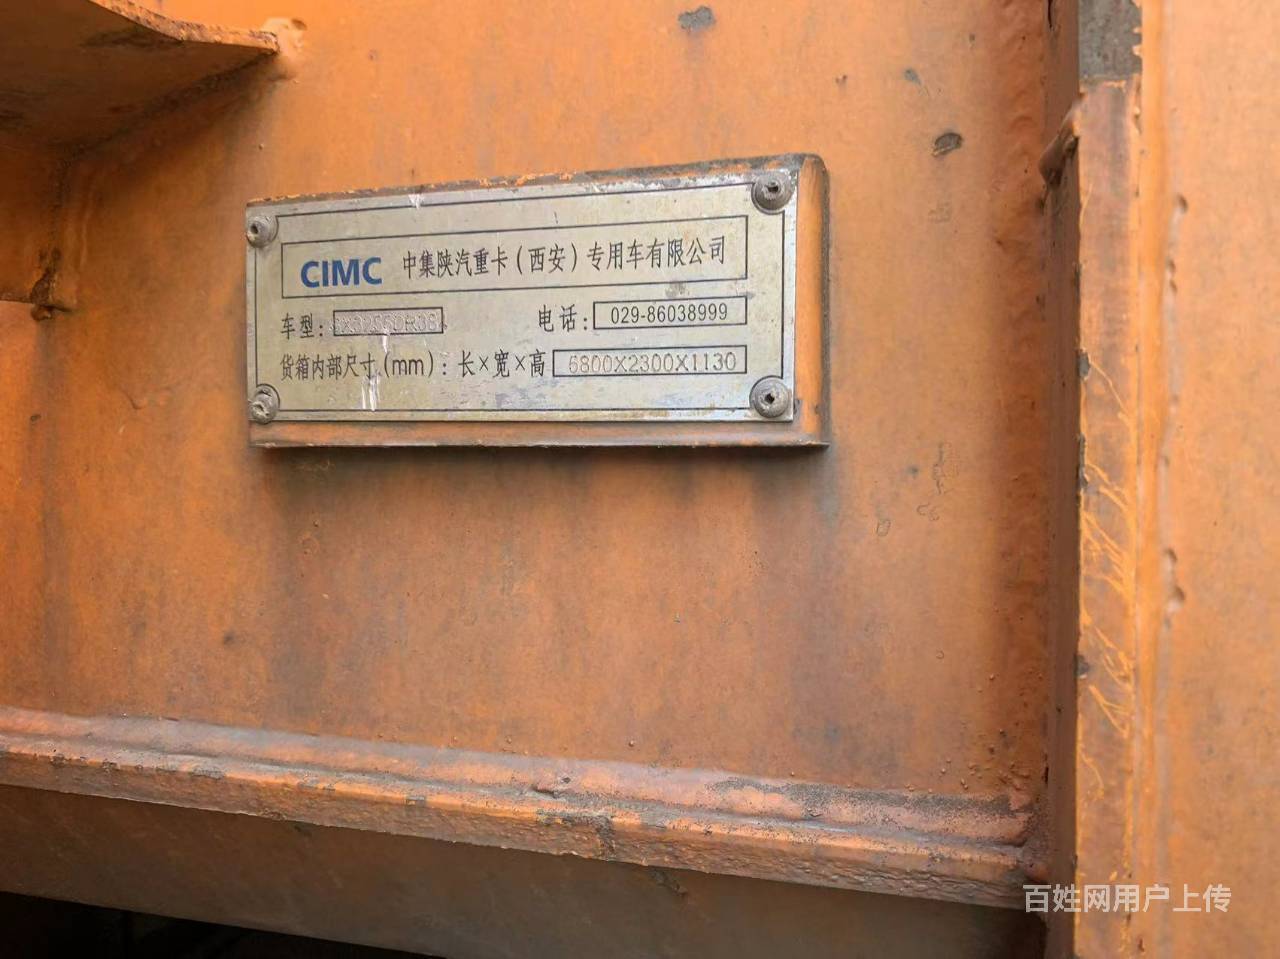 CIMC 中集陕汽重卡（西安）专用车有限公司
车型： 电话：029-86038999
货箱内部尺寸（mm）：长×宽×高 6800X2300X1130
百姓网用户上传